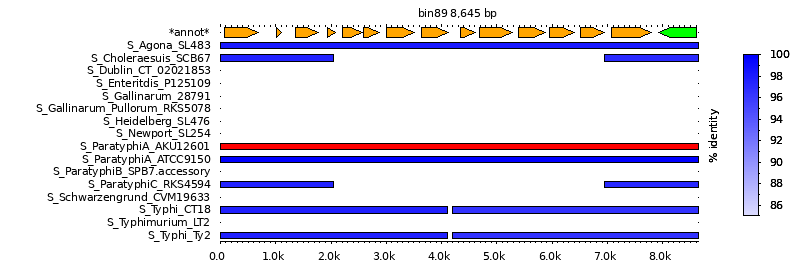 bin89 8,645 bp
*annot*
S_Agona_SL483
S_Choleraesuis_SCB67
S_Dublin_CT_02021853
S_Enteritdis_P125109
S_Gallinarum_28791
S_Gallinarum_Pullorum_RKS5078
S_Heidelberg_SL476
S_Newport_SL254
S_ParatyphiA_AKU12601
S_ParatyphiA_ATCC9150
S_ParatyphiB_SPB7.accessory
S_ParatyphiC_RKS4594
S_Schwarzengrund_CVM19633
S_Typhi_CT18
S_Typhimurium_LT2
S_Typhi_Ty2
0.0 1.0k 2.0k 3.0k 4.0k 5.0k 6.0k 7.0k 8.0k
% identity
100
98
96
94
92
90
88
86